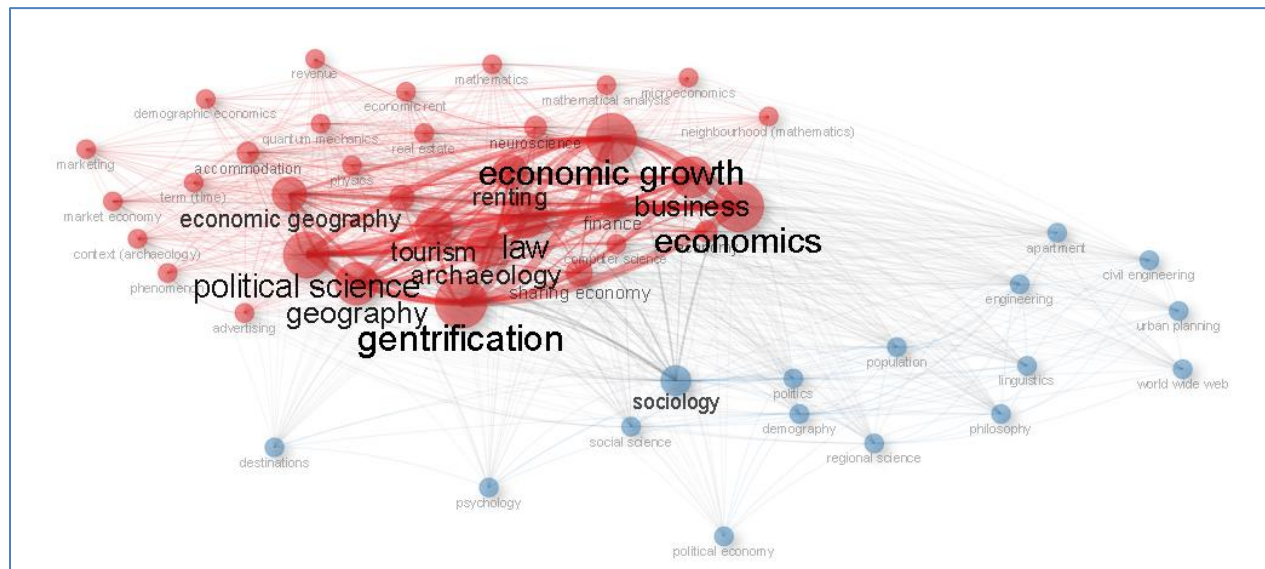 revenue
mathematics
microeconomics
mathematical analysis
economic rent
demographic economics
neighbourhood (mathematics)
quantum mechanics
real estate
neuroscience
marketing
accommodation
physics
economic growth
term (time)
renting
business
market economy
economic geography
finance
context (archaeology)
tourism
law
economics
computer science
phenomenon
political science
archaeology
sharing economy
geography
advertising
gentrification
apartment
civil engineering
engineering
urban planning
population
linguistics
world wide web
politics
sociology
demography
philosophy
social science
regional science
destinations
psychology
political economy